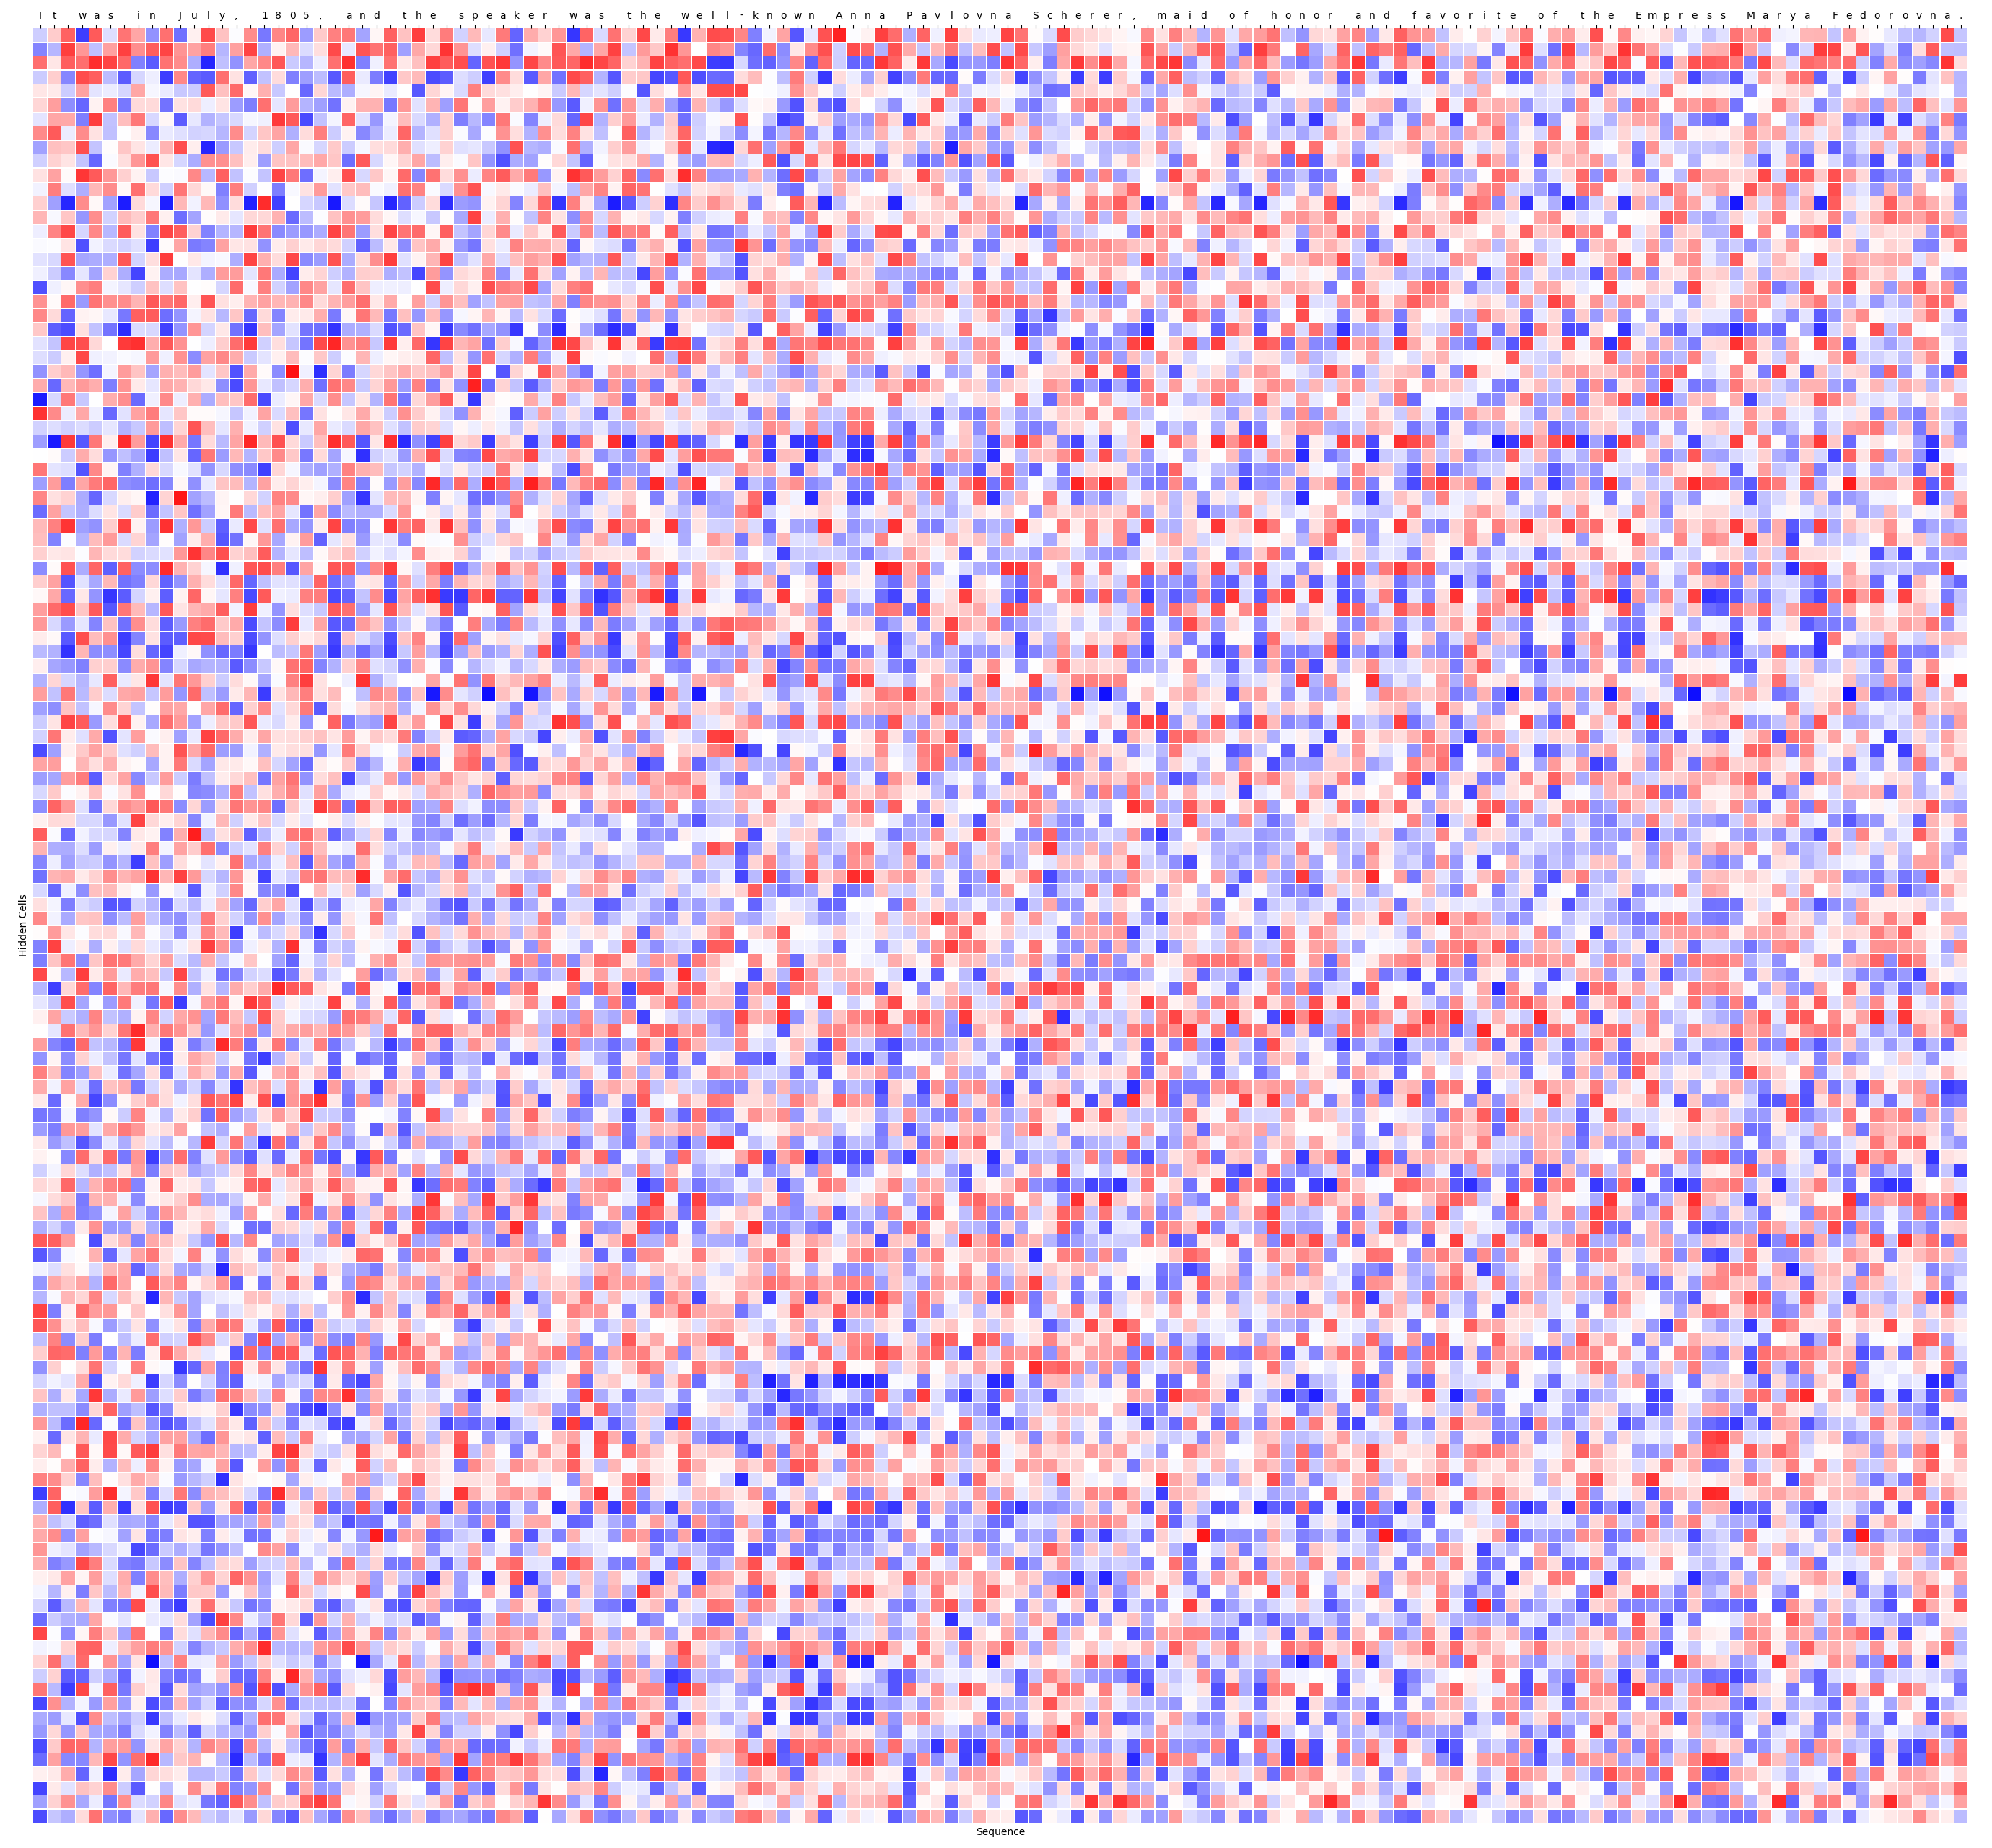 It was in July, 1805, and the speaker was the well-known Anna Pavlovna Scherer, maid of honor and favorite of the Empress Marya Fedorovna.
Hidden Cells
Sequence